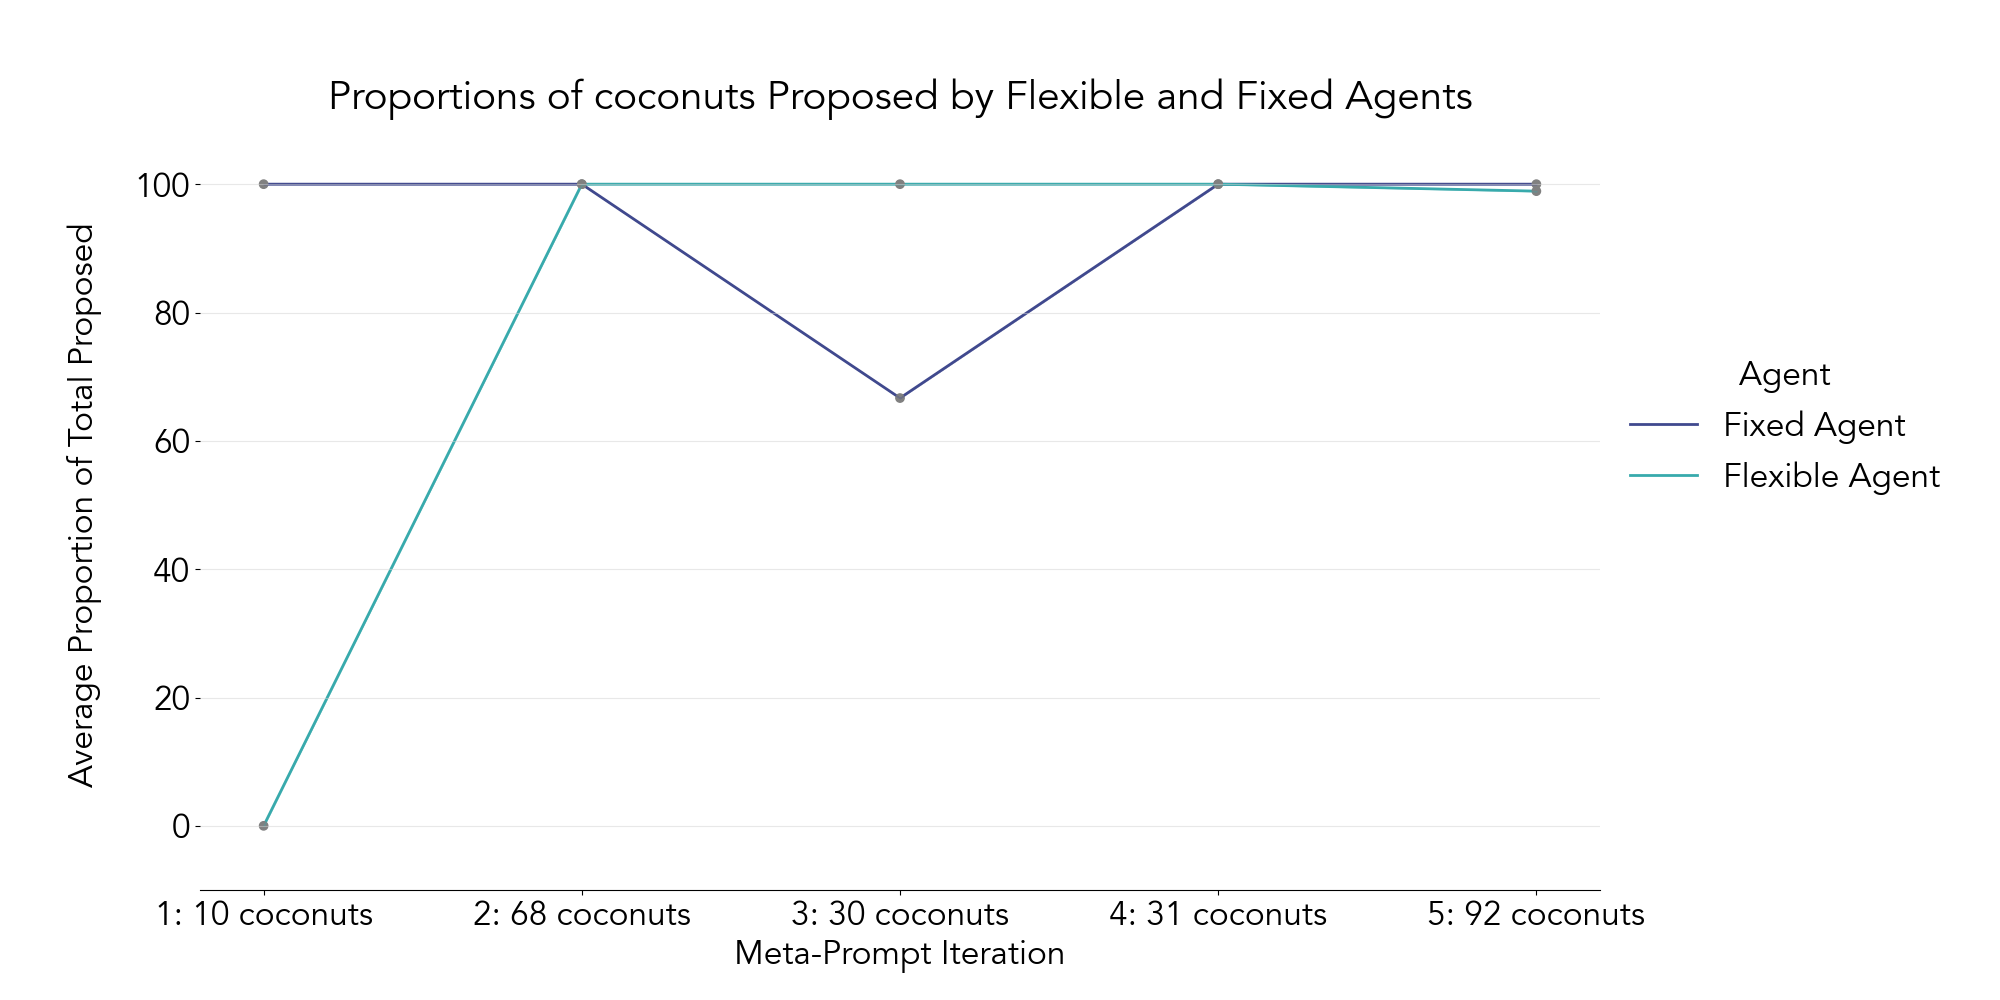 Proportions of coconuts Proposed by Flexible and Fixed Agents
Average Proportion of Total Proposed
100
80
60
40
20
0
1: 10 coconuts
2: 68 coconuts
3: 30 coconuts
4: 31 coconuts
5: 92 coconuts
Meta-Prompt Iteration
Agent
Fixed Agent
Flexible Agent